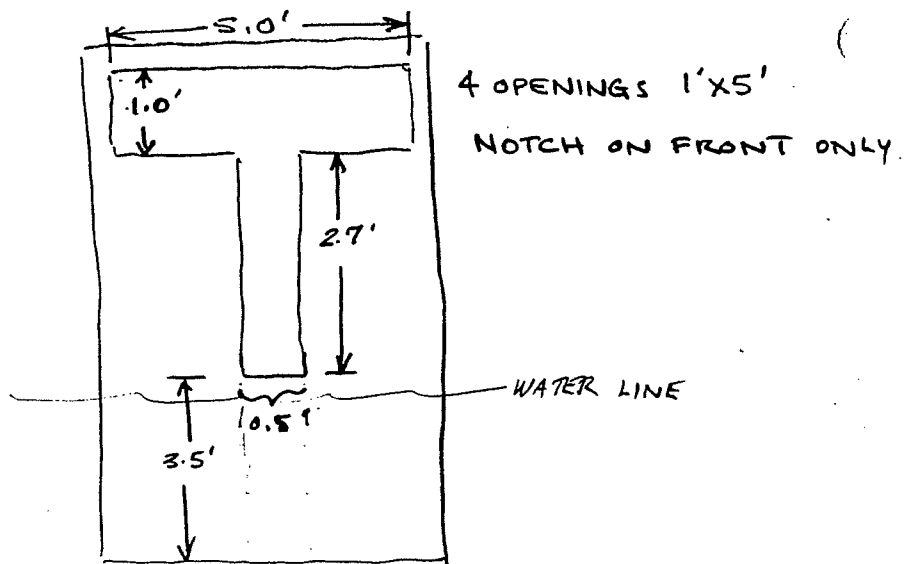 5.0'
4 OPENINGS 1'X5'
1.0'
NOTCH ON FRONT ONLY
2.7'
WATER LINE
0.5'
3.5'